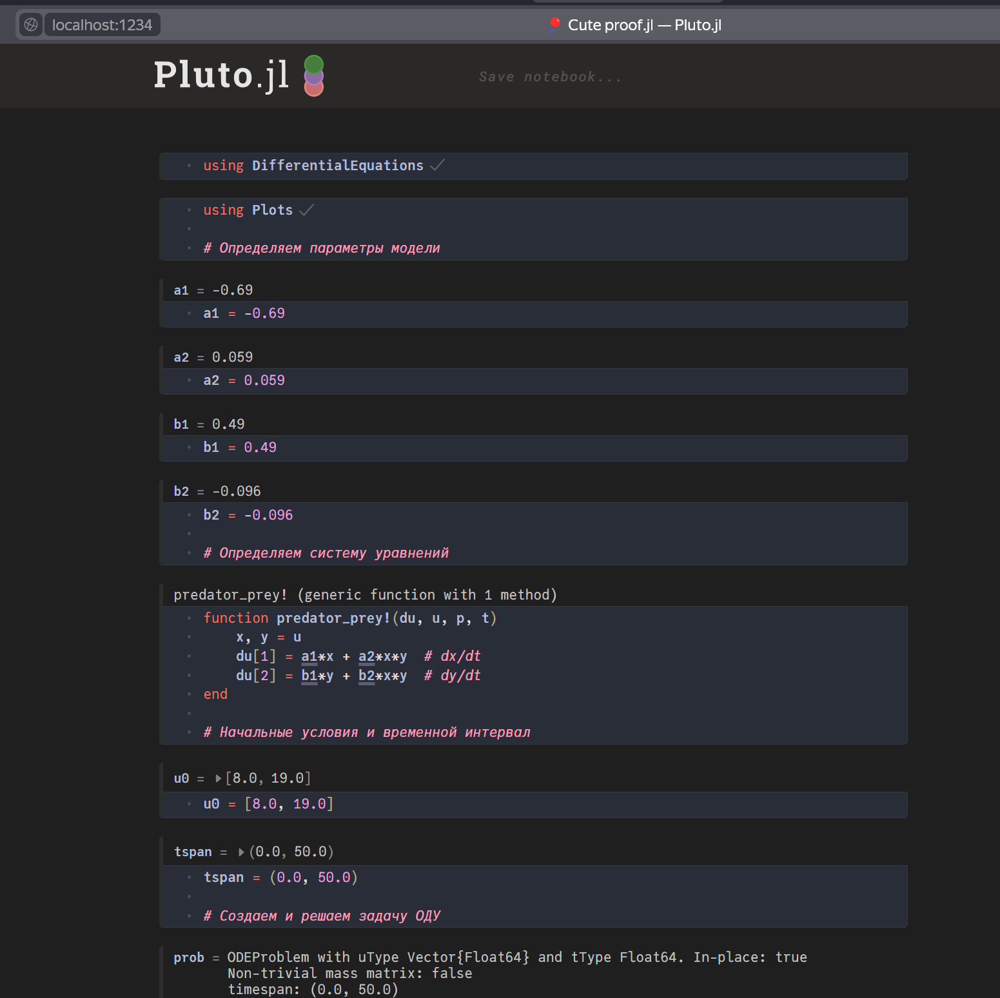 localhost:1234
Cute proof.jl — Pluto.jl
Pluto.jl
Save notebook...
using DifferentialEquations
using Plots
# Определяем параметры модели
a1 = -0.69
a1 = -0.69
a2 = 0.059
a2 = 0.059
b1 = 0.49
b1 = 0.49
b2 = -0.096
b2 = -0.096
# Определяем систему уравнений
predator_prey! (generic function with 1 method)
function predator_prey!(du, u, p, t)
x, y = u
du[1] = a1*x + a2*x*y # dx/dt
du[2] = b1*y + b2*x*y # dy/dt
end
# Начальные условия и временной интервал
u0 = [8.0, 19.0]
u0 = [8.0, 19.0]
tspan = (0.0, 50.0)
tspan = (0.0, 50.0)
# Создаем и решаем задачу ОДУ
prob = ODEProblem with uType Vector{Float64} and tType Float64. In-place: true
Non-trivial mass matrix: false
timespan: (0.0, 50.0)